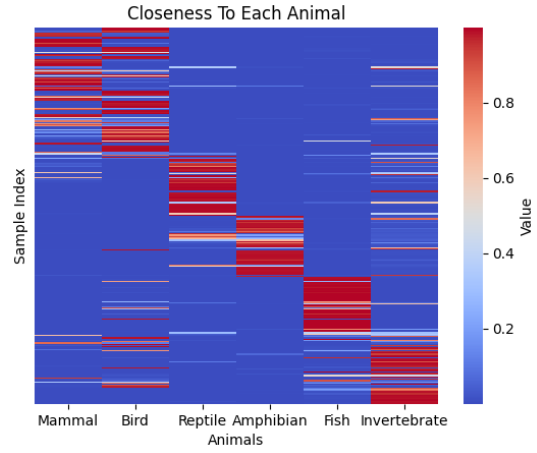 Closeness To Each Animal
Sample Index
Mammal Bird Reptile Amphibian Fish Invertebrate
Animals
0.8
0.6
0.4
0.2
Value